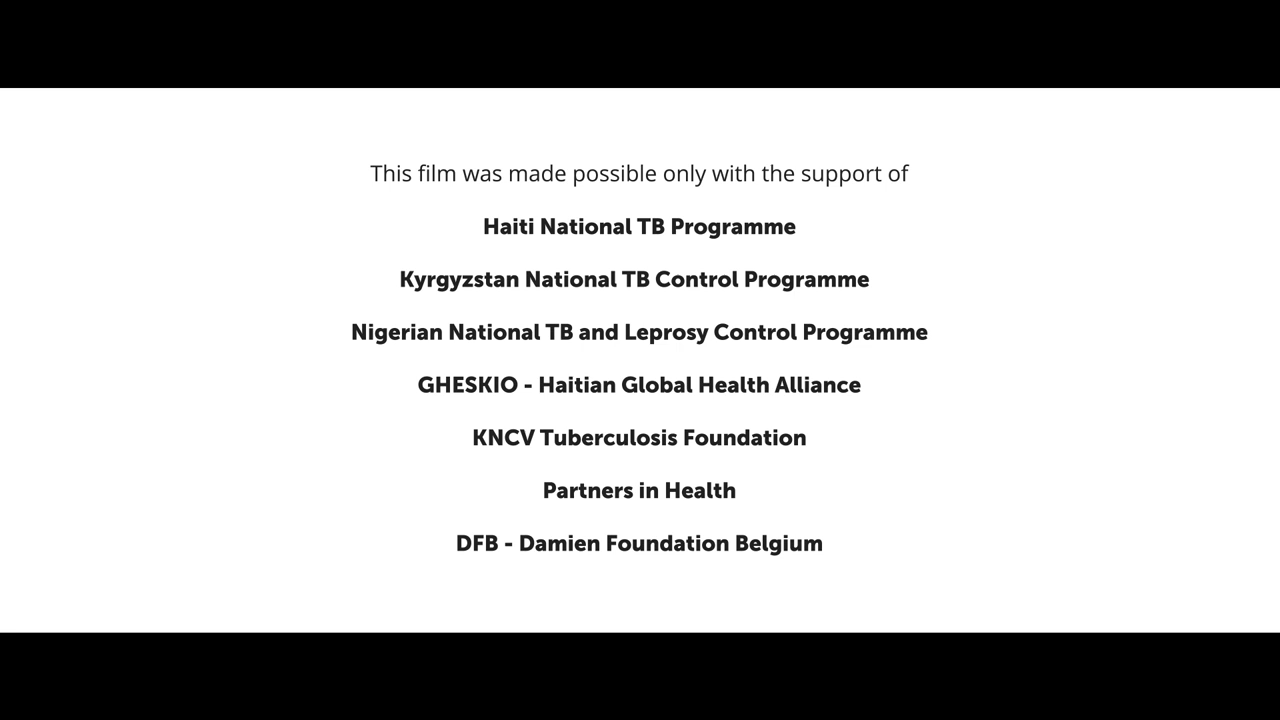 This film was made possible only with the support of
Haiti National TB Programme
Kyrgyzstan National TB Control Programme
Nigerian National TB and Leprosy Control Programme
GHESKIO - Haitian Global Health Alliance
KNCV Tuberculosis Foundation
Partners in Health
DFB - Damien Foundation Belgium